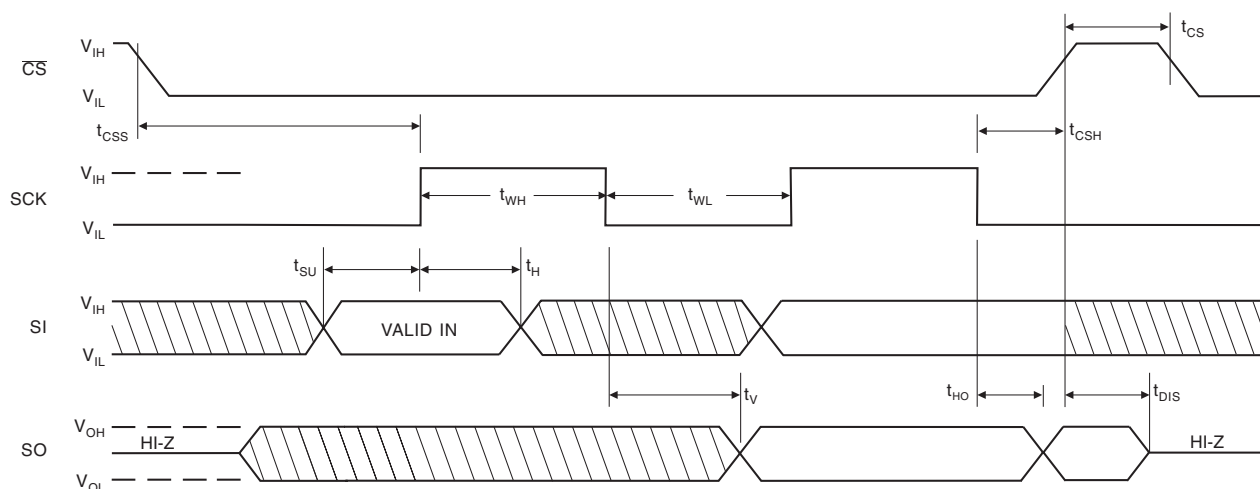 t_CS
V_IH
C̅S̅
V_IL
t_CSS
t_CSH
V_IH
SCK
t_WH
t_WL
V_IL
t_SU
t_H
V_IH
SI
VALID IN
V_IL
t_V
t_HO
t_DIS
V_OH
SO
HI-Z
HI-Z
V_OL